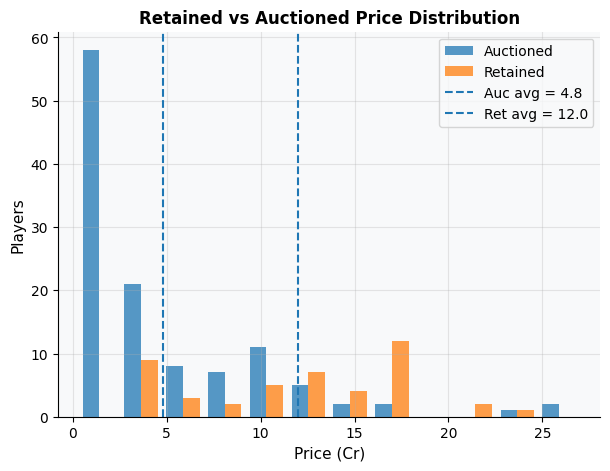 Retained vs Auctioned Price Distribution
Auctioned
Retained
Auc avg = 4.8
Ret avg = 12.0
Players
60
50
40
30
20
10
0
0 5 10 15 20 25
Price (Cr)